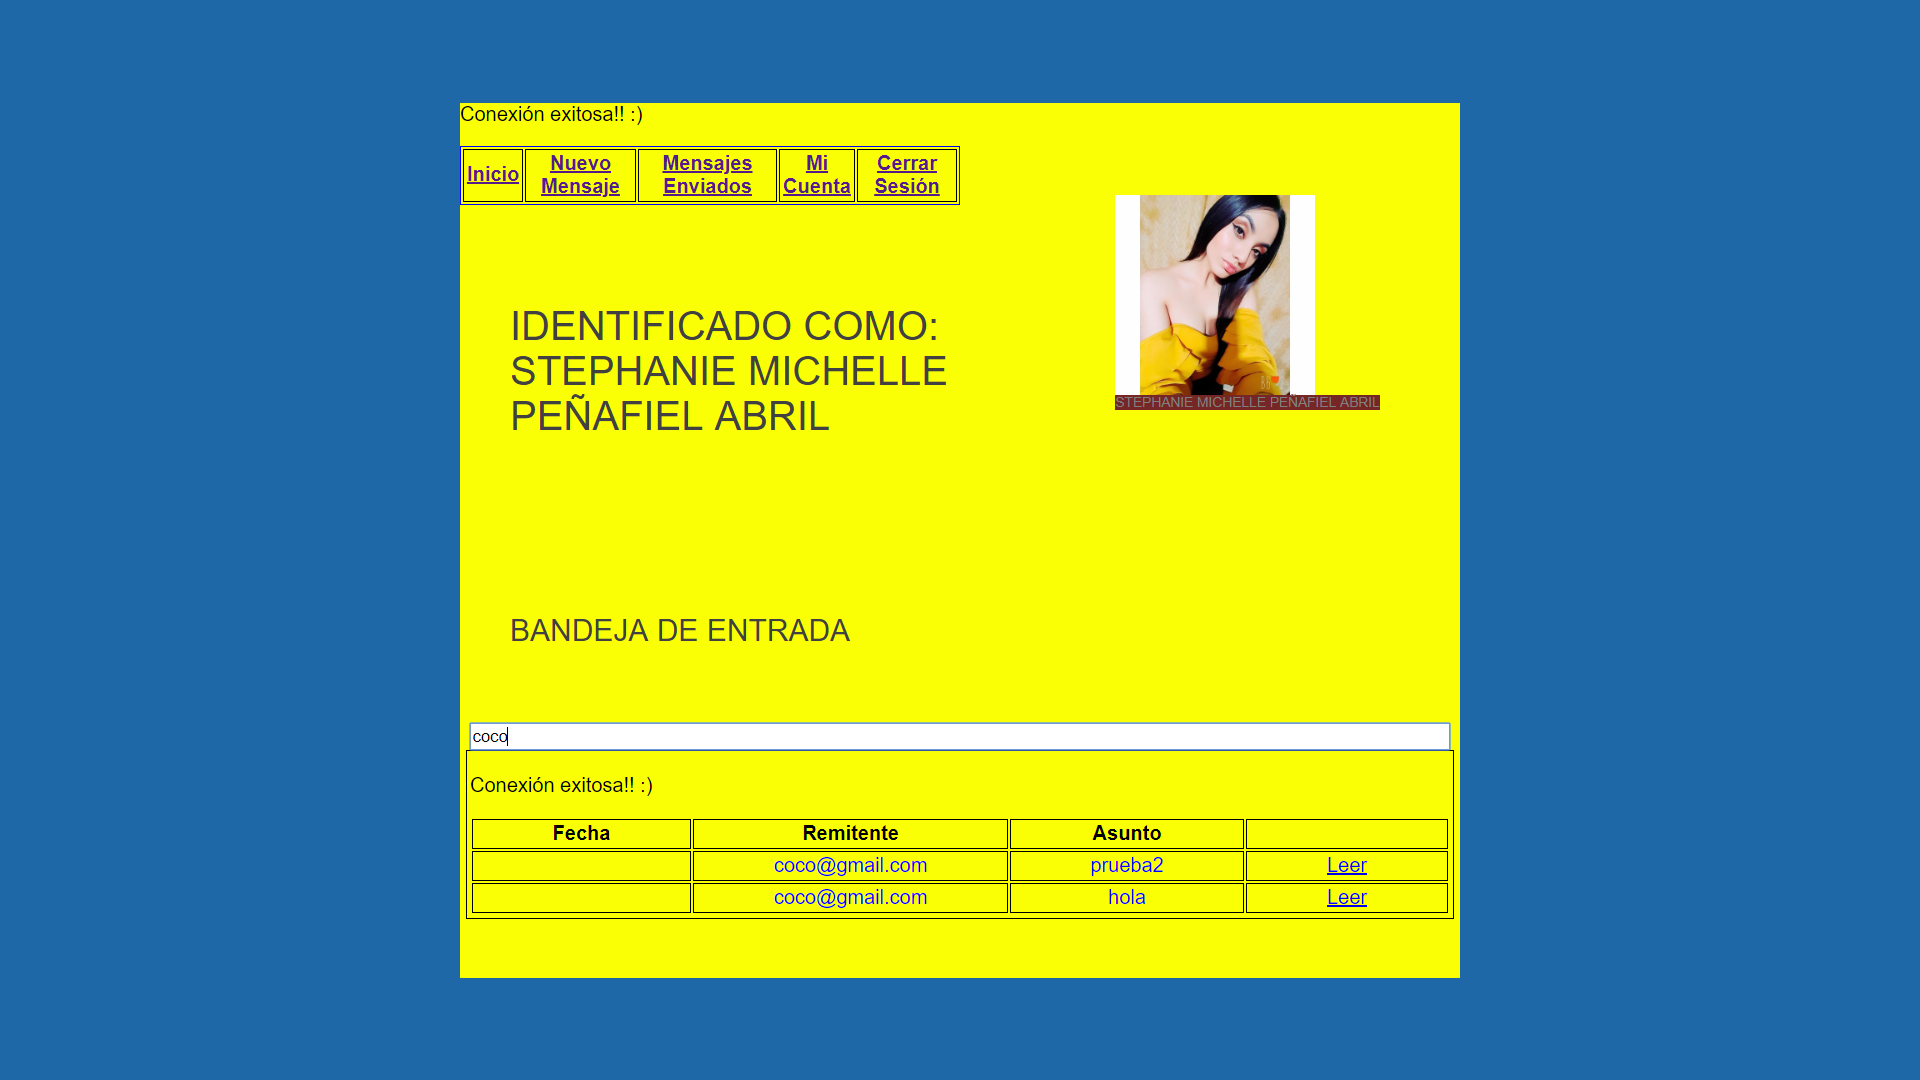 Conexión exitosa!! :)
Inicio
Nuevo
Mensaje
Mensajes
Enviados
Mi
Cuenta
Cerrar
Sesión
IDENTIFICADO COMO:
STEPHANIE MICHELLE
PEÑAFIEL ABRIL
STEPHANIE MICHELLE PEÑAFIEL ABRIL
BANDEJA DE ENTRADA
coco
Conexión exitosa!! :)
Fecha Remitente Asunto
coco@gmail.com prueba2 Leer
coco@gmail.com hola Leer